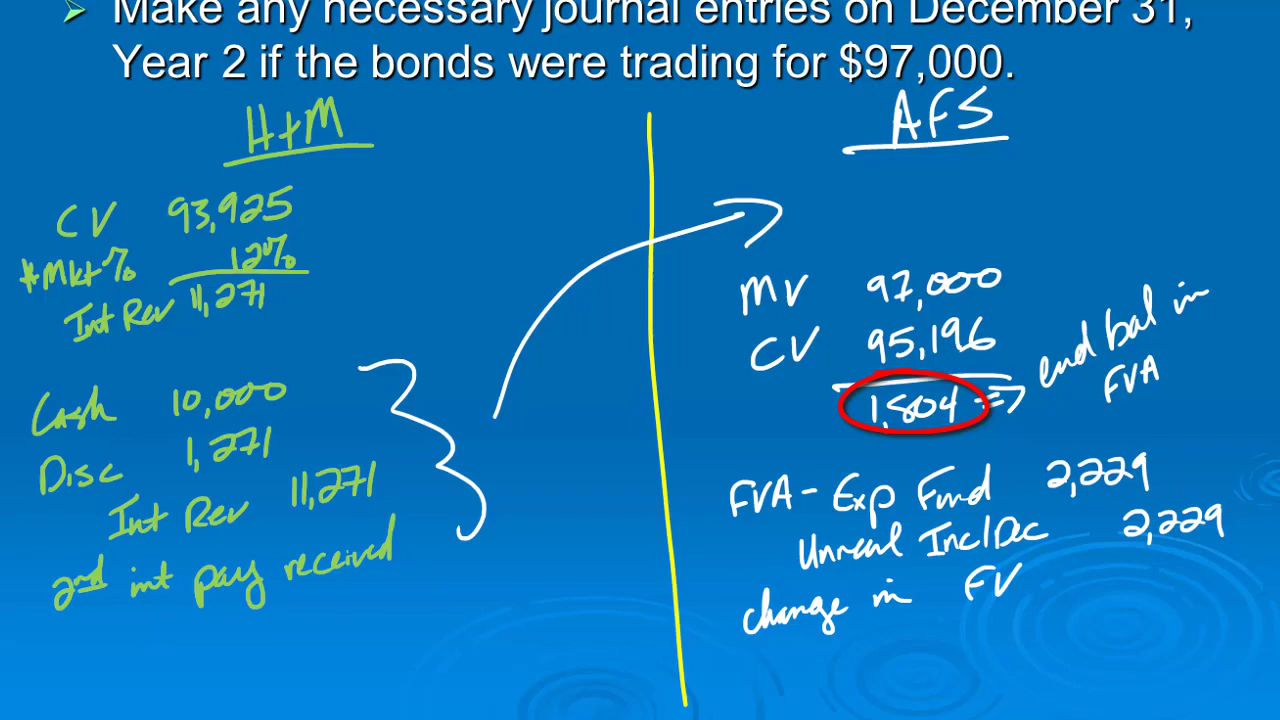 Make any necessary journal entries on December 31,
Year 2 if the bonds were trading for $97,000.
H+M
CV 93,925
*Mkt% 12%
Int Rev 11,271
Cash 10,000
Disc 1,271
Int Rev 11,271
2nd int pay received
AFS
MV 97,000
CV 95,196
1,804 => end bal in
FVA
FVA - Exp Fund 2,229
Unreal Inc/Dec 2,229
change in FV